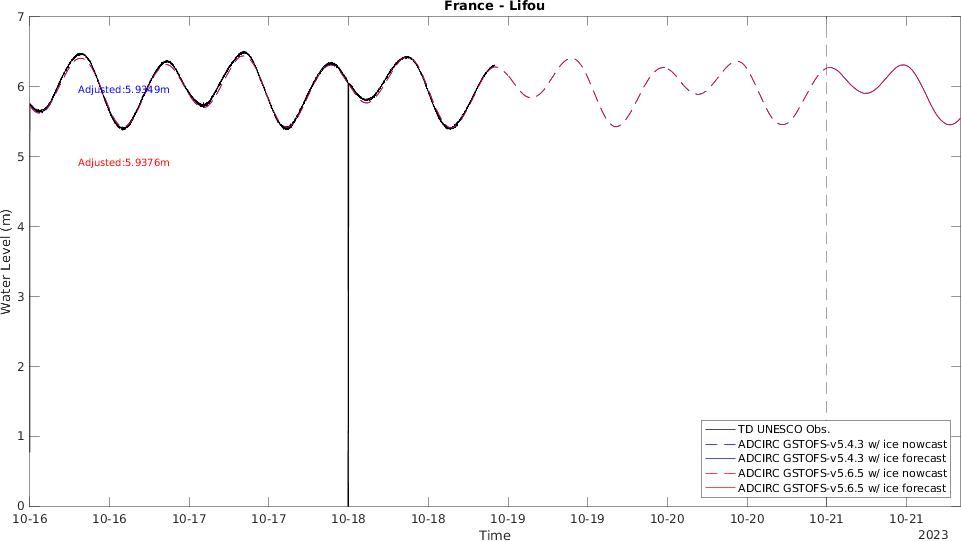 France - Lifou
7
6
5
4
3
2
1
0
Water Level (m)
Adjusted:5.9349m
Adjusted:5.9376m
TD UNESCO Obs.
ADCIRC GSTOFS-v5.4.3 w/ ice nowcast
ADCIRC GSTOFS-v5.4.3 w/ ice forecast
ADCIRC GSTOFS-v5.6.5 w/ ice nowcast
ADCIRC GSTOFS-v5.6.5 w/ ice forecast
10-16 10-16 10-17 10-17 10-18 10-18 10-19 10-19 10-20 10-20 10-21 10-21
Time
2023